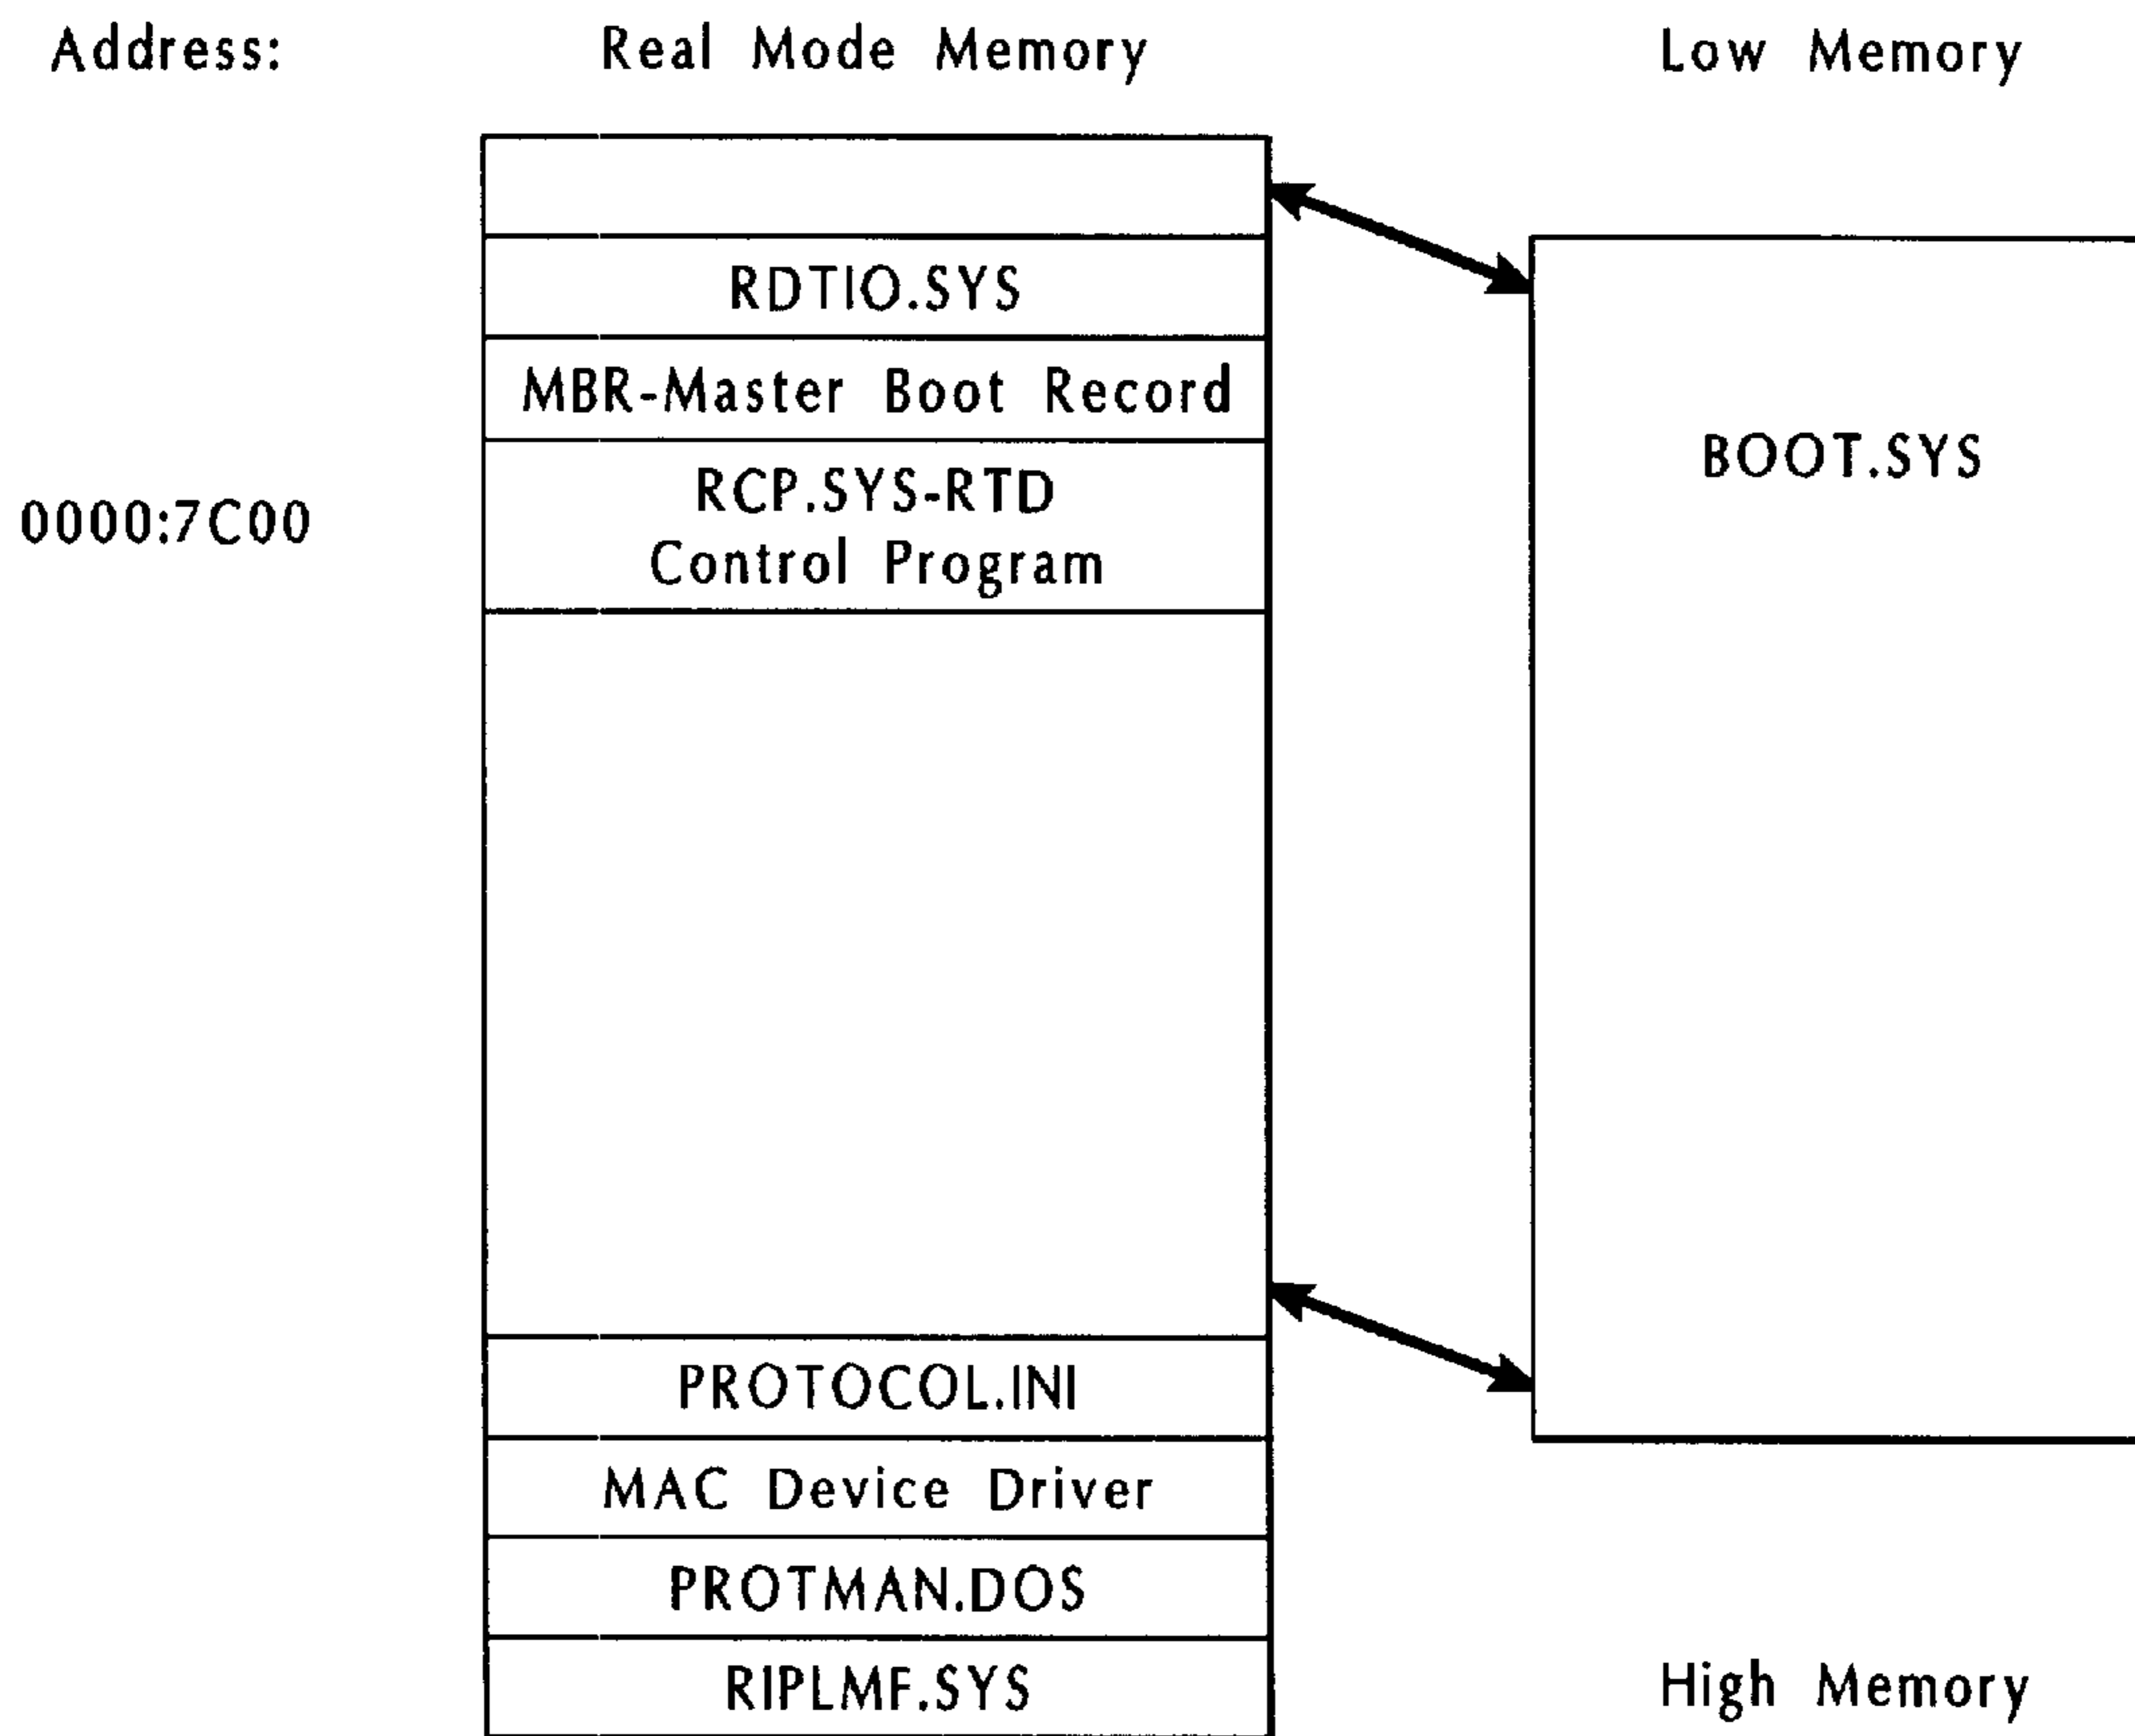 Address:
Real Mode Memory
Low Memory
RDTIO.SYS
MBR-Master Boot Record
0000:7C00
RCP.SYS-RTD
Control Program
BOOT.SYS
PROTOCOL.INI
MAC Device Driver
PROTMAN.DOS
RIPLMF.SYS
High Memory